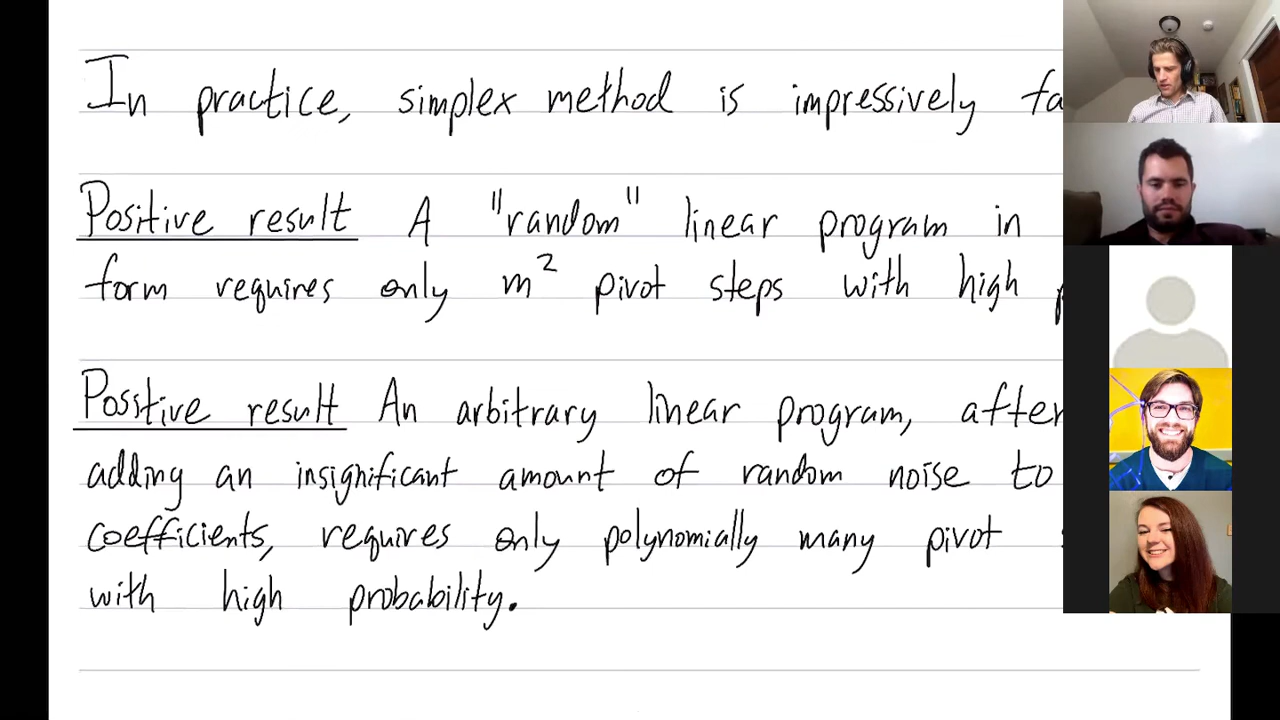 In practice, simplex method is impressively fa
Positive result A "random" linear program in
form requires only m² pivot steps with high
Posstive result An arbitrary linear program, after
adding an insignificant amount of random noise to
coefficients, requires only polynomially many pivot
with high probability.